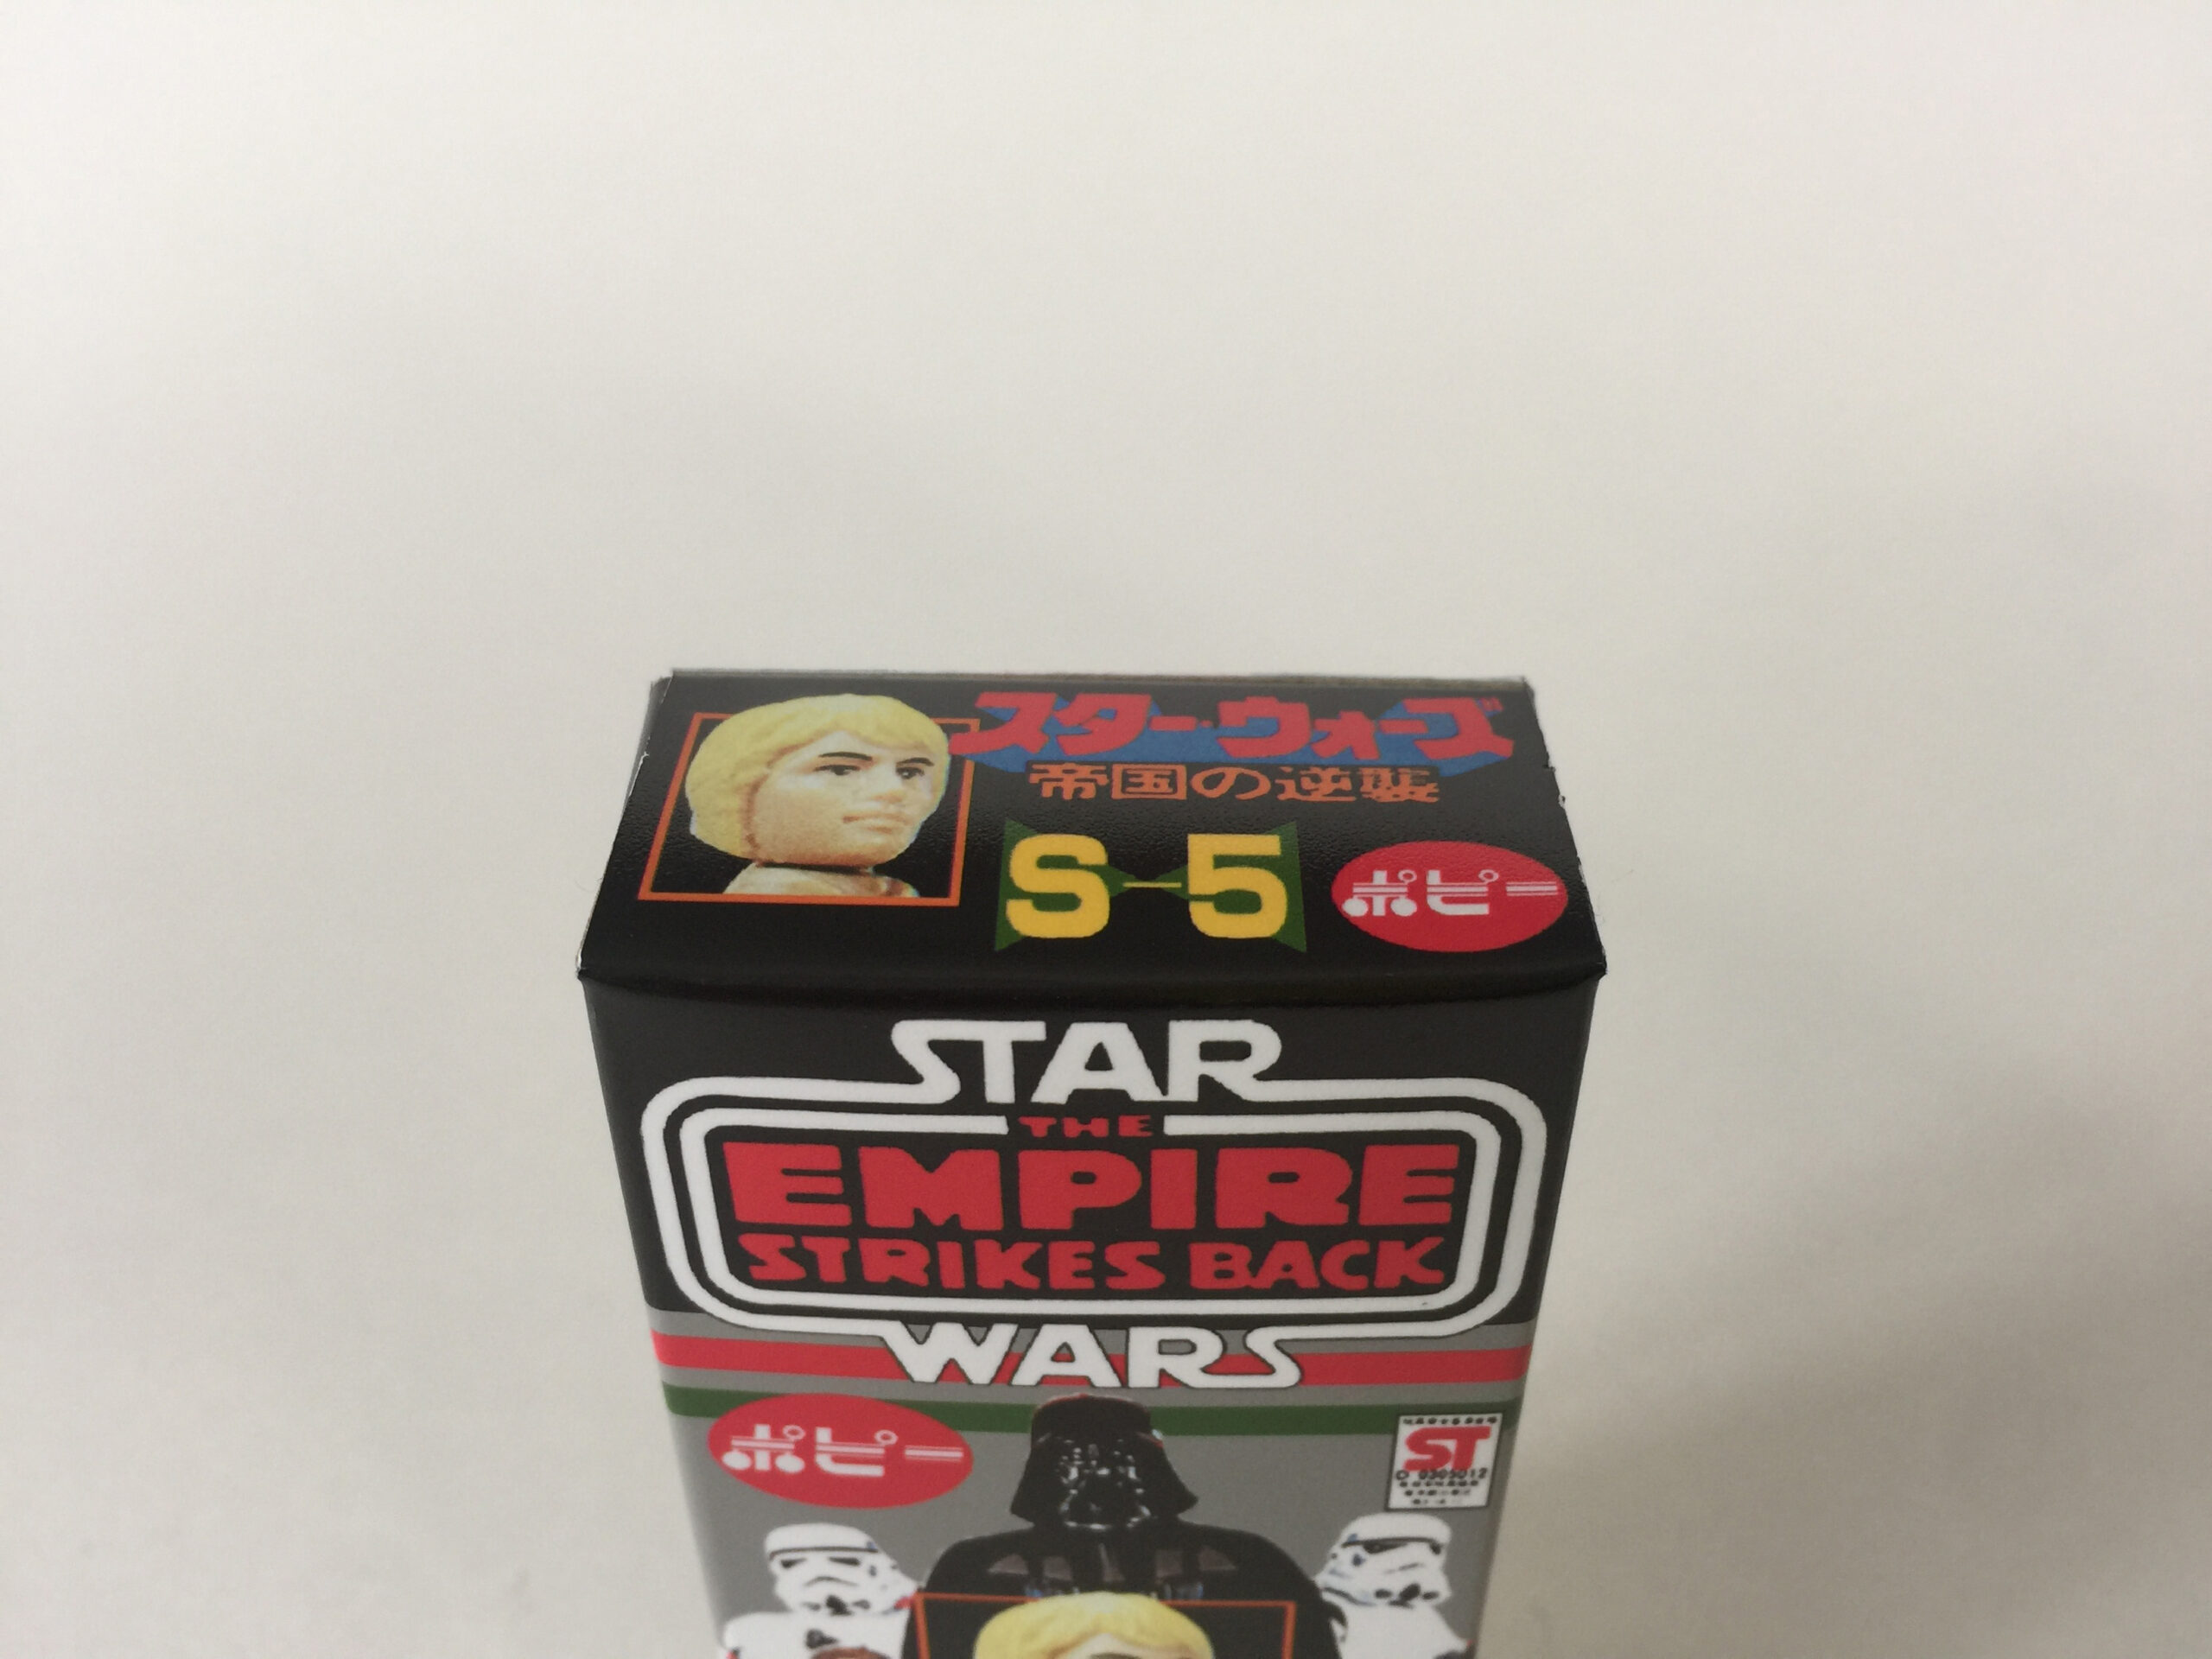 スター・ウォーズ
帝国の逆襲
S-5
ポピー
STAR
THE
EMPIRE
STRIKES BACK
WARS
ポピー
ST